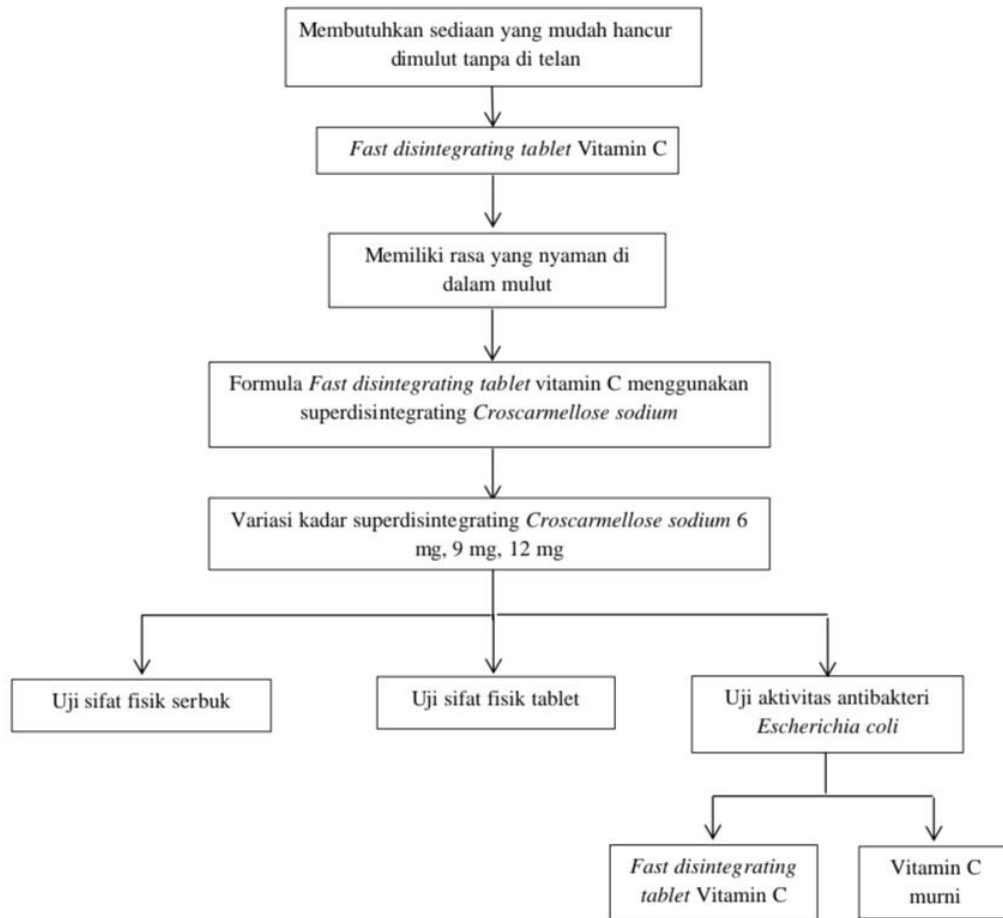 Membutuhkan sediaan yang mudah hancur
dimulut tanpa di telan
Fast disintegrating tablet Vitamin C
Memiliki rasa yang nyaman di
dalam mulut
Formula Fast disintegrating tablet vitamin C menggunakan
superdisintegrating Croscarmellose sodium
Variasi kadar superdisintegrating Croscarmellose sodium 6
mg, 9 mg, 12 mg
Uji sifat fisik serbuk
Uji sifat fisik tablet
Uji aktivitas antibakteri
Escherichia coli
Fast disintegrating
tablet Vitamin C
Vitamin C
murni